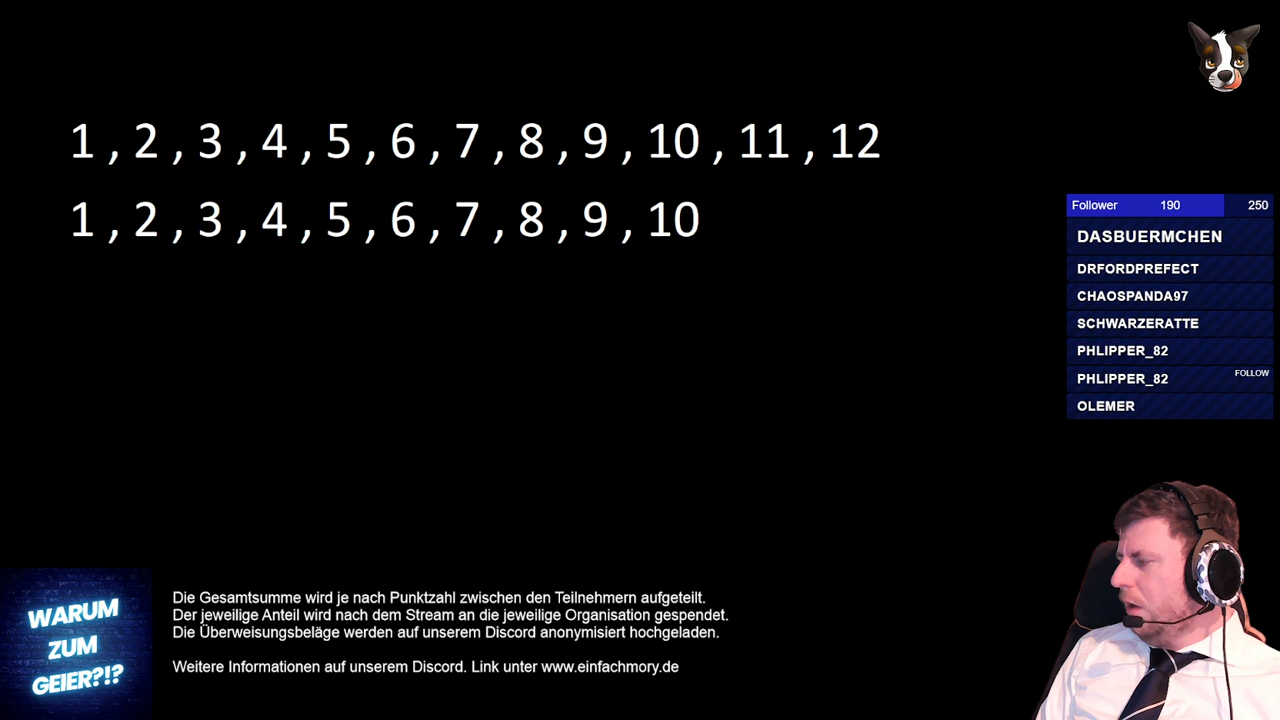 1 , 2 , 3 , 4 , 5 , 6 , 7 , 8 , 9 , 10 , 11 , 12
1 , 2 , 3 , 4 , 5 , 6 , 7 , 8 , 9 , 10
Follower 190 250
DASBUERMCHEN
DRFORDPREFECT
CHAOSPANDA97
SCHWARZERATTE
PHLIPPER_82
PHLIPPER_82 FOLLOW
OLEMER
WARUM
ZUM
GEIER?!?
Die Gesamtsumme wird je nach Punktzahl zwischen den Teilnehmern aufgeteilt.
Der jeweilige Anteil wird nach dem Stream an die jeweilige Organisation gespendet.
Die Überweisungsbeläge werden auf unserem Discord anonymisiert hochgeladen.
Weitere Informationen auf unserem Discord. Link unter www.einfachmory.de